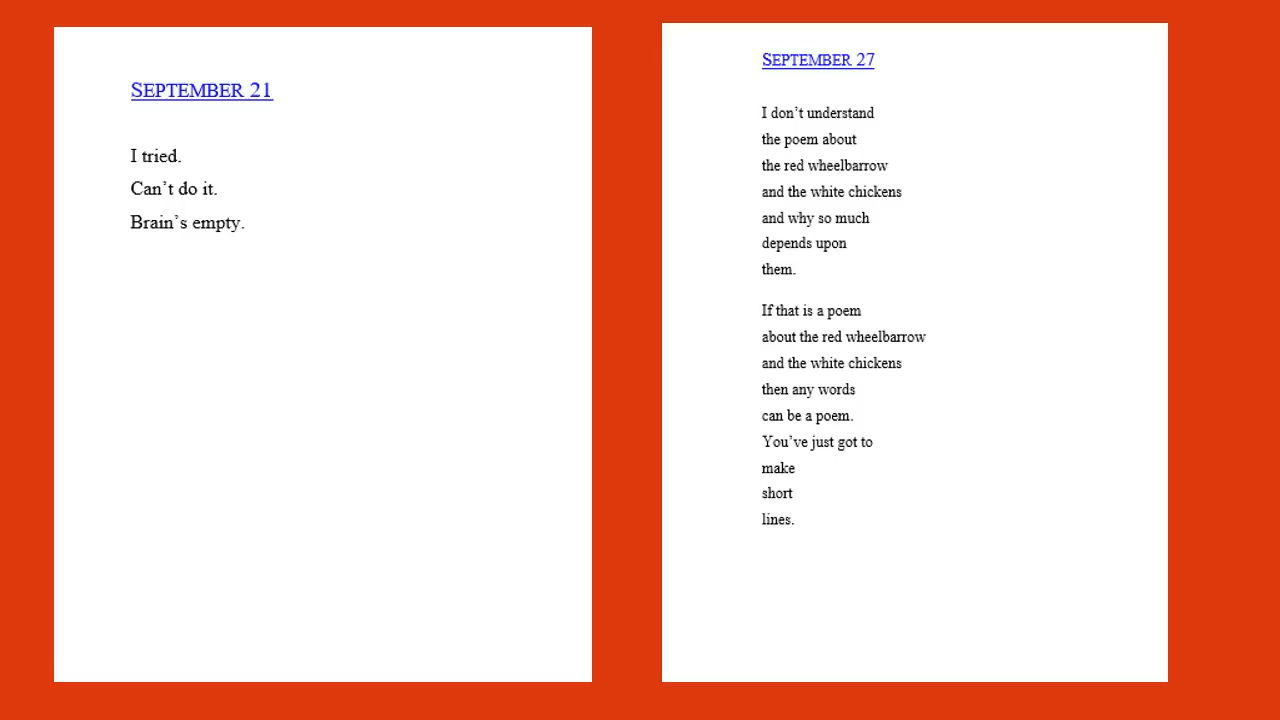 SEPTEMBER 21
I tried.
Can’t do it.
Brain’s empty.
SEPTEMBER 27
I don’t understand
the poem about
the red wheelbarrow
and the white chickens
and why so much
depends upon
them.
If that is a poem
about the red wheelbarrow
and the white chickens
then any words
can be a poem.
You’ve just got to
make
short
lines.